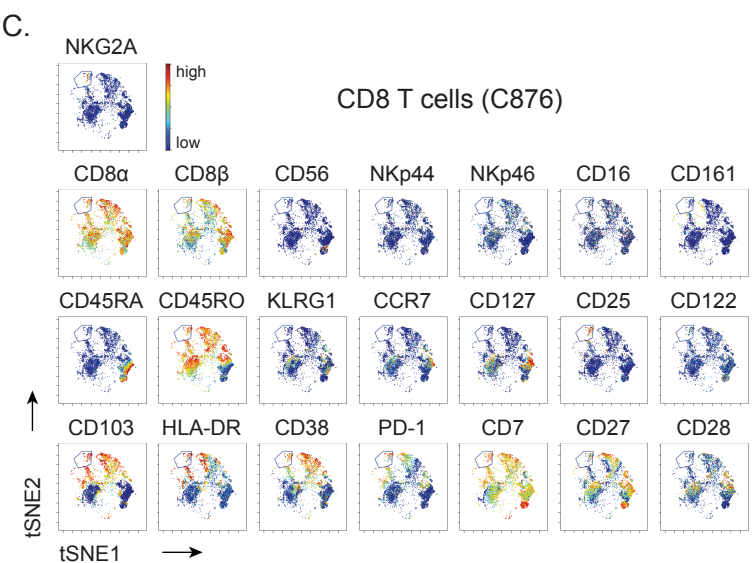 C.
NKG2A
high
low
CD8 T cells (C876)
CD8α CD8β CD56 NKp44 NKp46 CD16 CD161
CD45RA CD45RO KLRG1 CCR7 CD127 CD25 CD122
CD103 HLA-DR CD38 PD-1 CD7 CD27 CD28
tSNE2
tSNE1